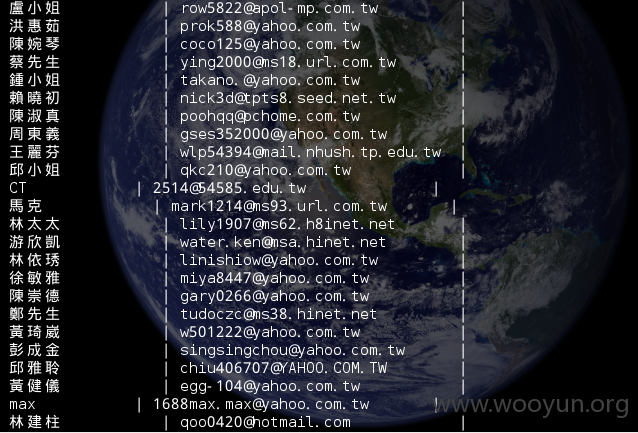 盧小姐 | row5822@apol-mp.com.tw |
洪惠茹 | prok588@yahoo.com.tw |
陳婉琴 | coco125@yahoo.com.tw |
蔡先生 | ying2000@ms18.url.com.tw |
鍾小姐 | takano.@yahoo.com.tw |
賴曉初 | nick3d@tpts8.seed.net.tw |
陳淑真 | poohqq@pchome.com.tw |
周東義 | gses352000@yahoo.com.tw |
王麗芬 | wlp54394@mail.nhush.tp.edu.tw |
邱小姐 | qkc210@yahoo.com.tw |
CT | 2514@54585.edu.tw |
馬克 | mark1214@ms93.url.com.tw |
林太太 | lily1907@ms62.h8inet.net |
游欣凱 | water.ken@msa.hinet.net |
林依琇 | linishiow@yahoo.com.tw |
徐敏雅 | miya8447@yahoo.com.tw |
陳崇德 | gary0266@yahoo.com.tw |
鄭先生 | tudoczc@ms38.hinet.net |
黃琦崴 | w501222@yahoo.com.tw |
彭成金 | singsingchou@yahoo.com.tw |
邱雅聆 | chiu406707@YAHOO.COM.TW |
黃健儀 | egg-104@yahoo.com.tw |
max | 1688max.max@yahoo.com.tw |
www.wooyun.org
林建柱 | qoo0420@hotmail.com |